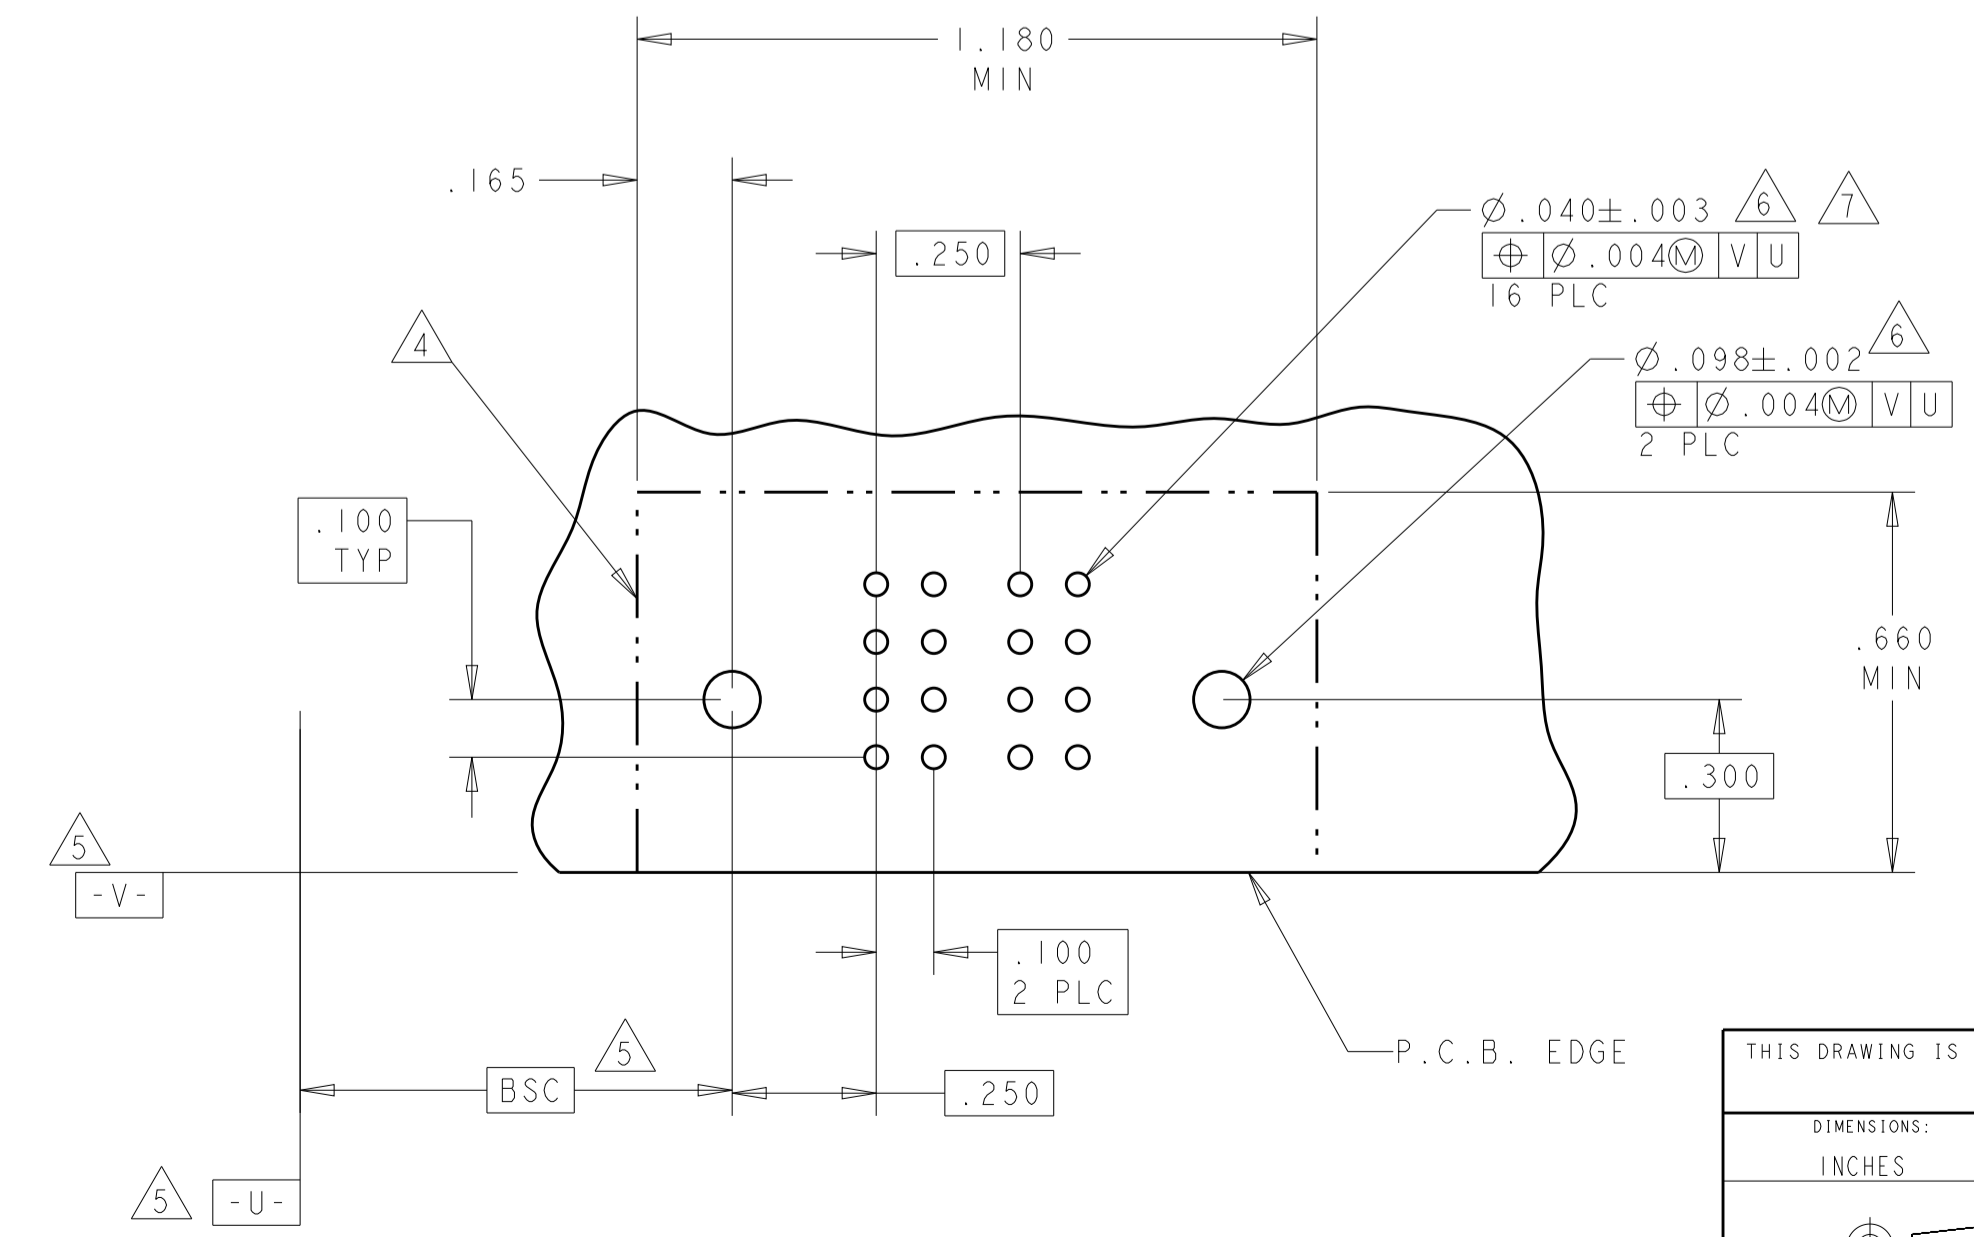 1.180
MIN
.165
.250
Ø.040±.003 6 7
⌖ Ø.004Ⓜ V U
16 PLC
6
Ø.098±.002
⌖ Ø.004Ⓜ V U
2 PLC
4
.100
TYP
.660
MIN
.300
5
-V-
.100
2 PLC
5
BSC
.250
P.C.B. EDGE
5
-U-
THIS DRAWING IS
DIMENSIONS:
INCHES